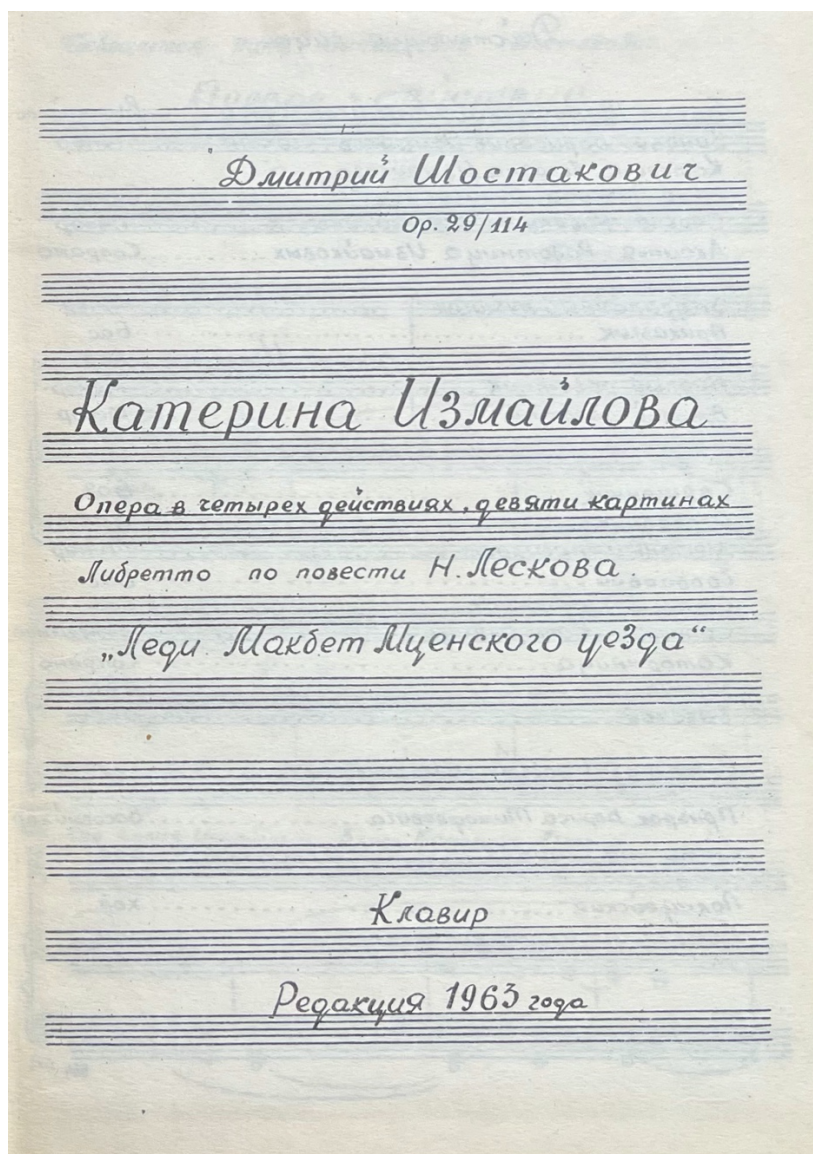 Дмитрий Шостакович
Op. 29/114
Катерина Измайлова
Опера в четырех действиях, девяти картинах
Либретто по повести Н. Лескова.
„Леди Макбет Мценского уезда“
Клавир
Редакция 1963 года